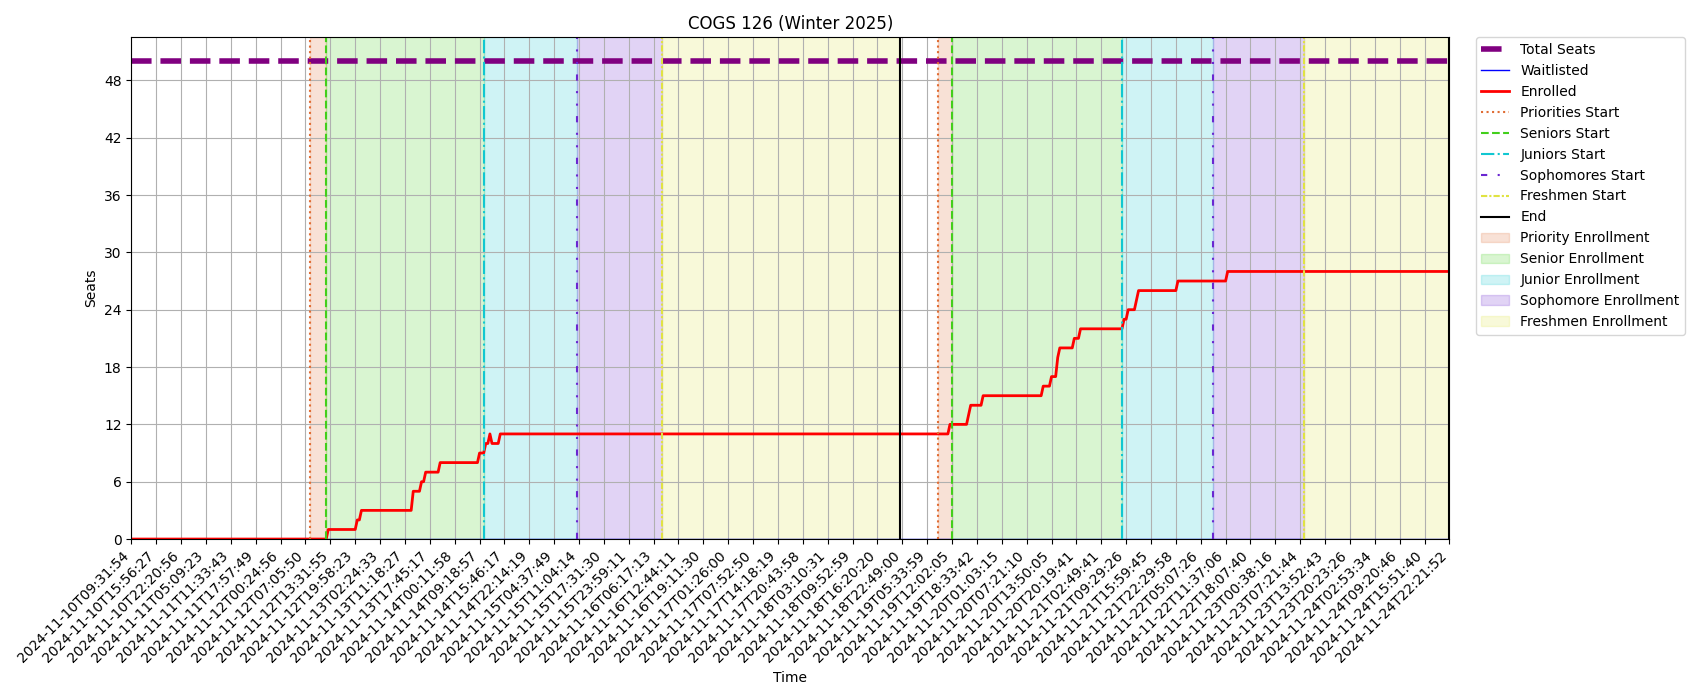 COGS 126 (Winter 2025)
Seats
48
42
36
30
24
18
12
6
0
2024-11-10T09:31:54
2024-11-10T15:56:27
2024-11-10T22:20:56
2024-11-11T05:09:23
2024-11-11T11:33:43
2024-11-11T17:57:49
2024-11-12T00:24:56
2024-11-12T07:05:50
2024-11-12T13:31:55
2024-11-12T19:58:23
2024-11-13T02:24:33
2024-11-13T11:18:27
2024-11-13T17:45:17
2024-11-14T00:11:58
2024-11-14T09:18:57
2024-11-14T15:46:17
2024-11-14T22:14:19
2024-11-15T04:37:49
2024-11-15T11:04:14
2024-11-15T17:31:30
2024-11-15T23:59:11
2024-11-16T06:17:13
2024-11-16T12:44:11
2024-11-16T19:11:30
2024-11-17T01:26:00
2024-11-17T07:52:50
2024-11-17T14:18:19
2024-11-17T20:43:58
2024-11-18T03:10:31
2024-11-18T09:52:59
2024-11-18T16:20:20
2024-11-18T22:49:00
2024-11-19T05:33:59
2024-11-19T12:02:05
2024-11-19T18:33:42
2024-11-20T01:03:15
2024-11-20T07:21:10
2024-11-20T13:50:05
2024-11-20T20:19:41
2024-11-21T02:49:41
2024-11-21T09:29:26
2024-11-21T15:59:45
2024-11-21T22:29:58
2024-11-22T05:07:26
2024-11-22T11:37:06
2024-11-22T18:07:40
2024-11-23T00:38:16
2024-11-23T07:21:44
2024-11-23T13:52:43
2024-11-23T20:23:26
2024-11-24T02:53:34
2024-11-24T09:20:46
2024-11-24T15:51:40
2024-11-24T22:21:52
Time
Total Seats
Waitlisted
Enrolled
Priorities Start
Seniors Start
Juniors Start
Sophomores Start
Freshmen Start
End
Priority Enrollment
Senior Enrollment
Junior Enrollment
Sophomore Enrollment
Freshmen Enrollment